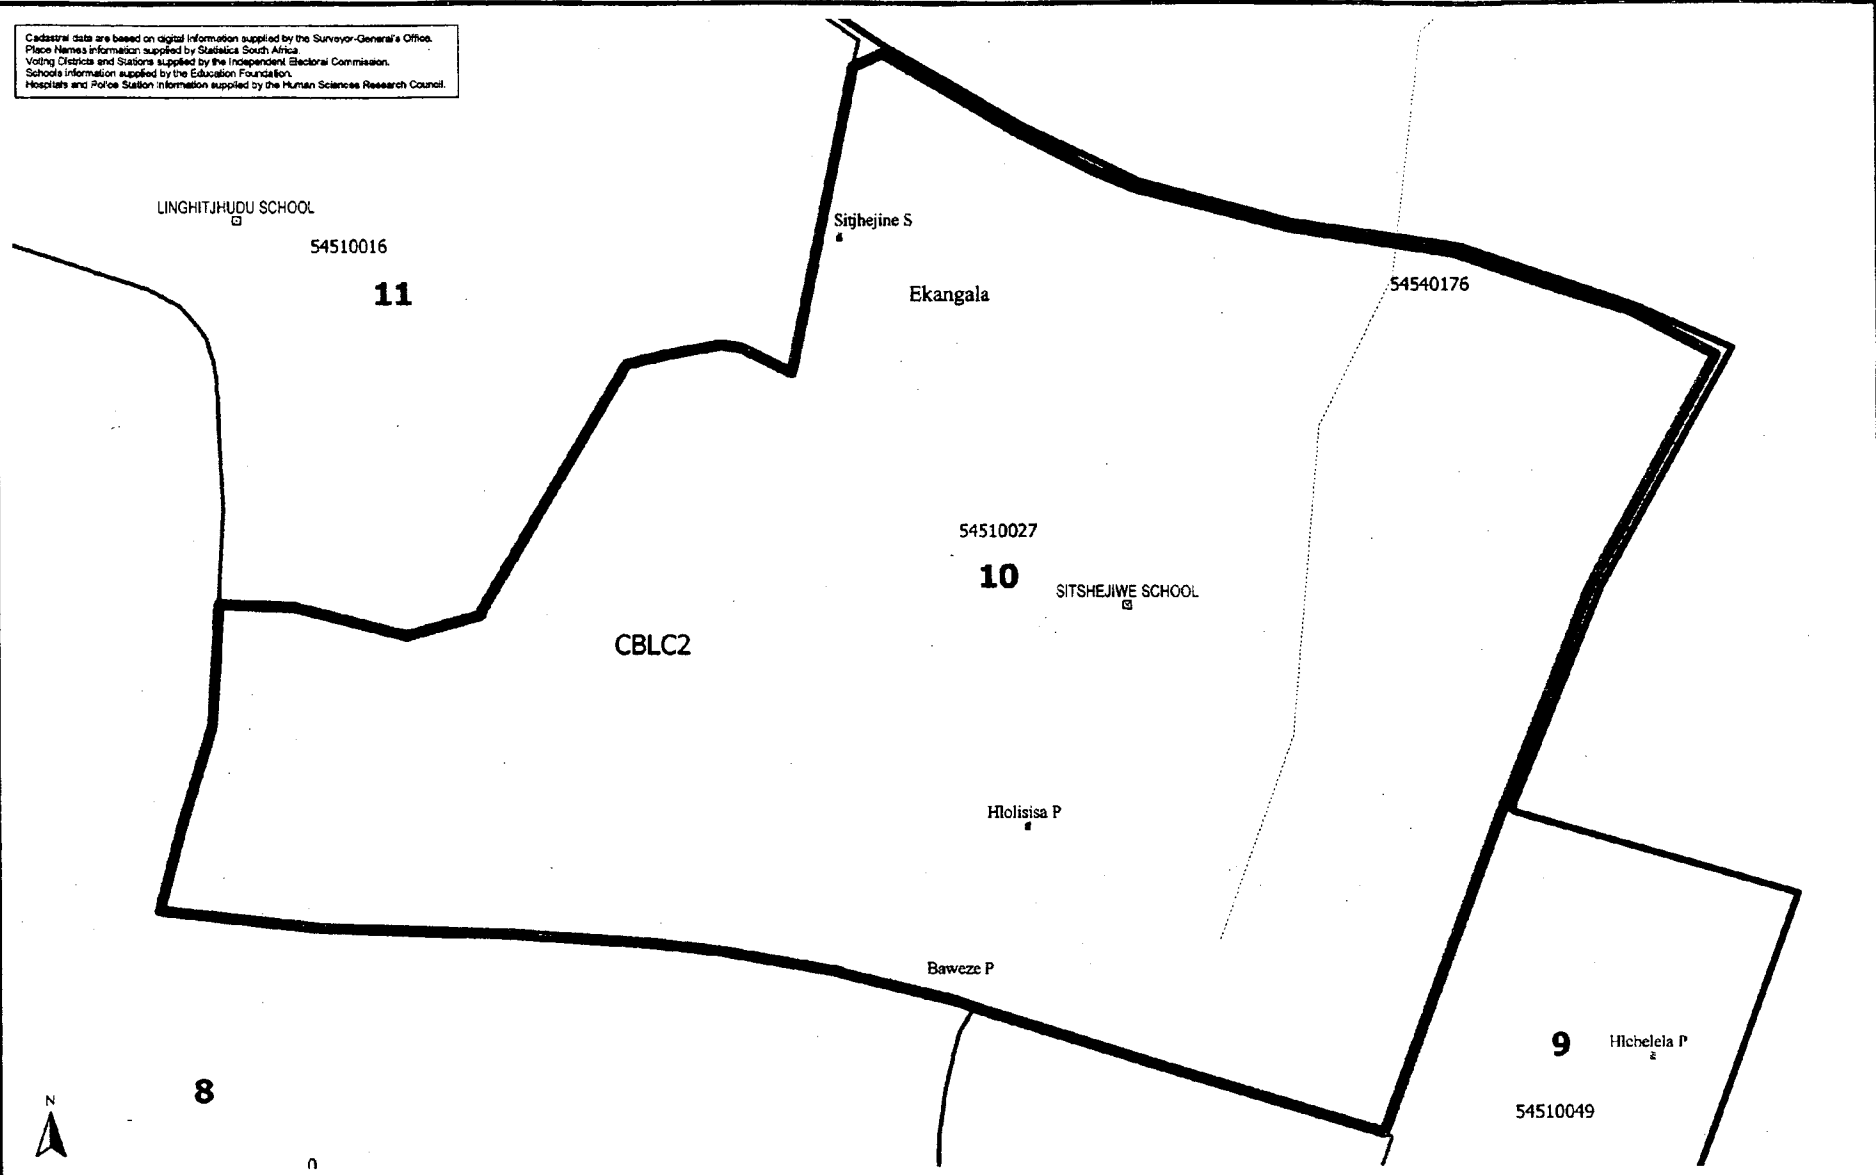 Cadastral data are based on digital information supplied by the Surveyor-General's Office.
Place Names information supplied by Statistics South Africa.
Voting Districts and Stations supplied by the Independent Electoral Commission.
Schools information supplied by the Education Foundation.
Hospitals and Police Station information supplied by the Human Sciences Research Council.
LINGHITJHUDU SCHOOL
54510016
11
Sitjhejine S
Ekangala
54540176
54510027
10
SITSHEJIWE SCHOOL
CBLC2
Hlolisisa P
Baweze P
9
Hlebelela P
54510049
8
N